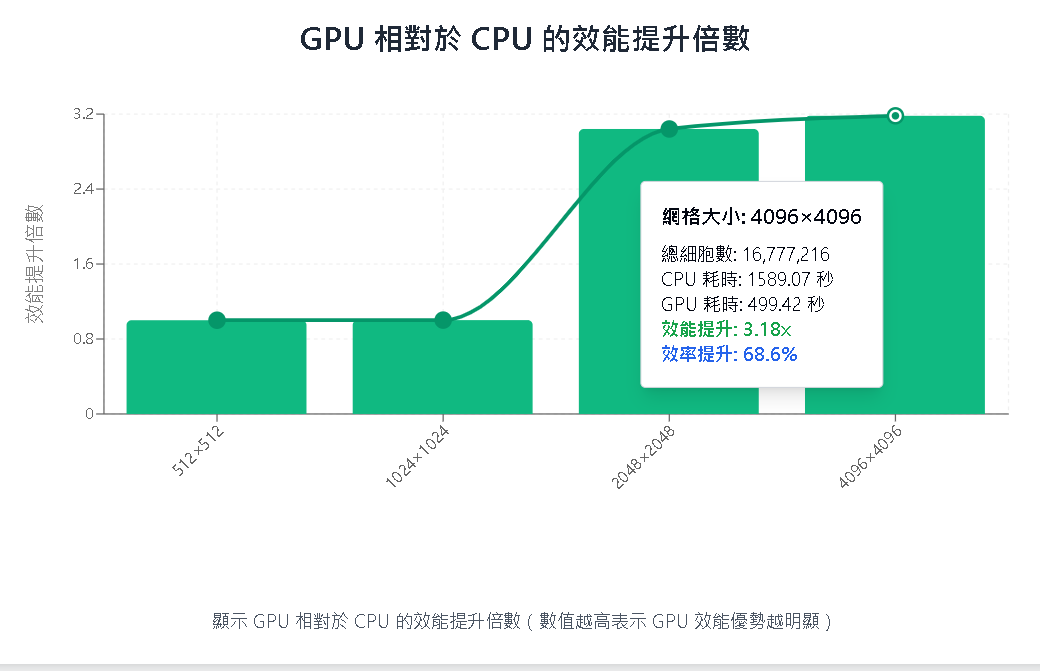 GPU 相對於 CPU 的效能提升倍數
效能提升倍數
3.2
2.4
1.6
0.8
0
網格大小: 4096×4096
總細胞數: 16,777,216
CPU 耗時: 1589.07 秒
GPU 耗時: 499.42 秒
效能提升: 3.18x
效率提升: 68.6%
512×512
1024×1024
2048×2048
4096×4096
顯示 GPU 相對於 CPU 的效能提升倍數 ( 數值越高表示 GPU 效能優勢越明顯 )